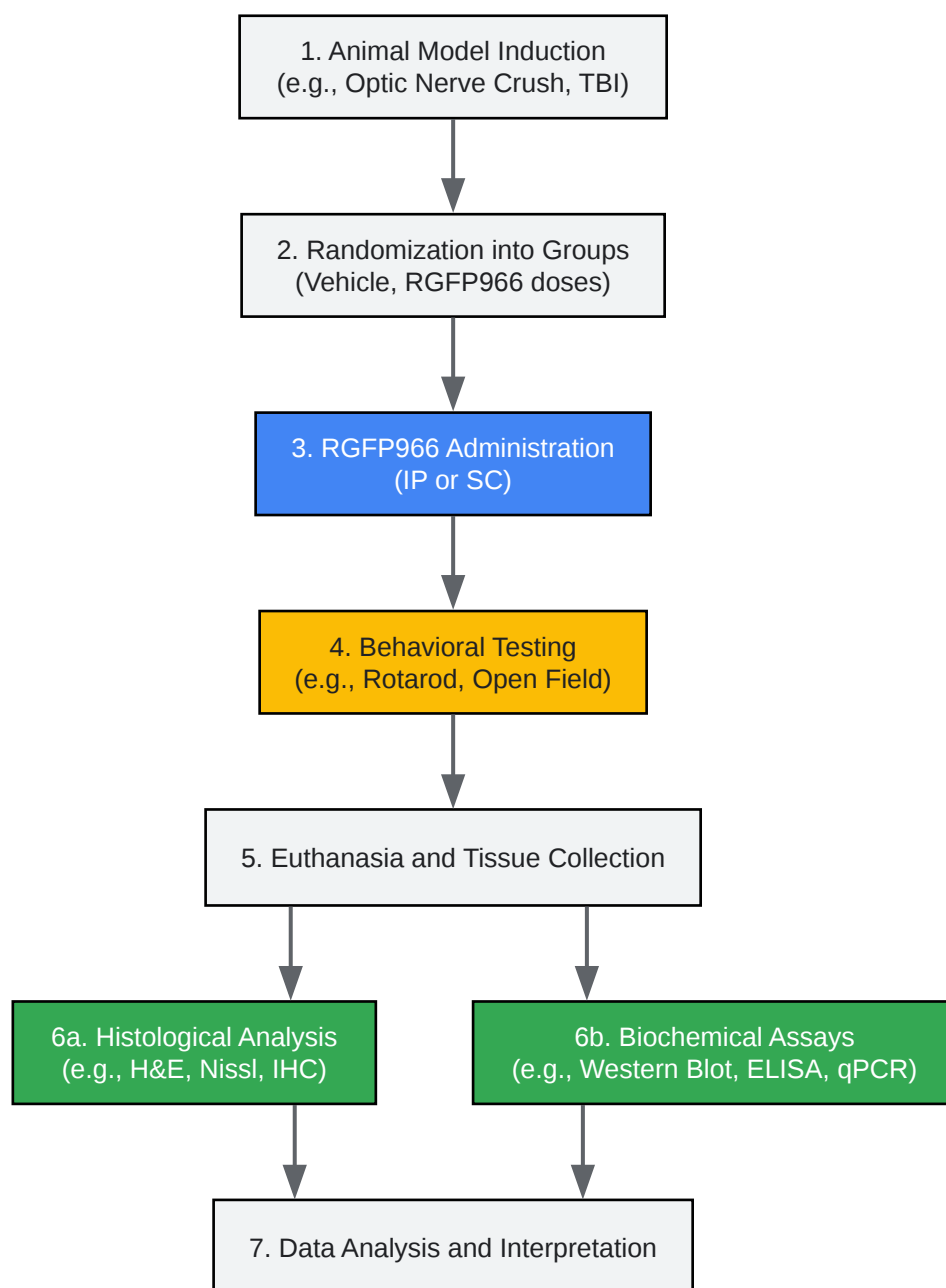 1. Animal Model Induction
(e.g., Optic Nerve Crush, TBI)
2. Randomization into Groups
(Vehicle, RGFP966 doses)
3. RGFP966 Administration
(IP or SC)
4. Behavioral Testing
(e.g., Rotarod, Open Field)
5. Euthanasia and Tissue Collection
6a. Histological Analysis
(e.g., H&E, Nissl, IHC)
6b. Biochemical Assays
(e.g., Western Blot, ELISA, qPCR)
7. Data Analysis and Interpretation